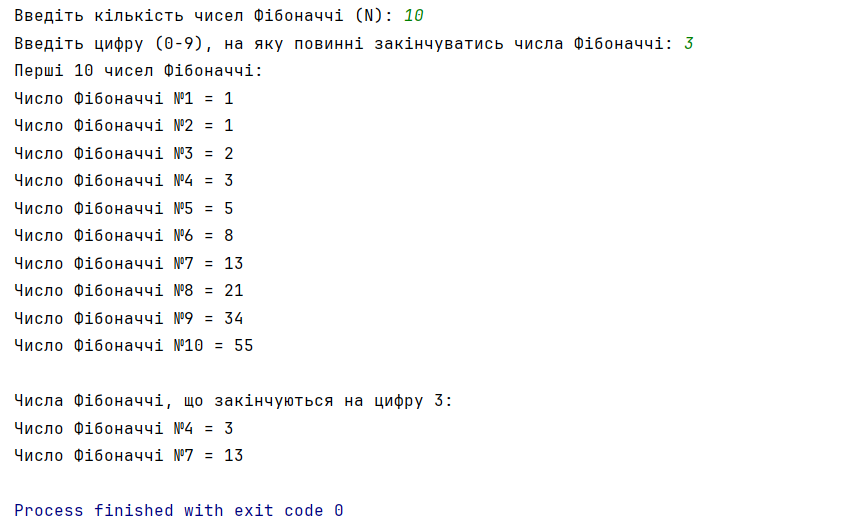 Введіть кількість чисел Фібоначчі (N): 10
Введіть цифру (0-9), на яку повинні закінчуватись числа Фібоначчі: 3
Перші 10 чисел Фібоначчі:
Число Фібоначчі №1 = 1
Число Фібоначчі №2 = 1
Число Фібоначчі №3 = 2
Число Фібоначчі №4 = 3
Число Фібоначчі №5 = 5
Число Фібоначчі №6 = 8
Число Фібоначчі №7 = 13
Число Фібоначчі №8 = 21
Число Фібоначчі №9 = 34
Число Фібоначчі №10 = 55
Числа Фібоначчі, що закінчуються на цифру 3:
Число Фібоначчі №4 = 3
Число Фібоначчі №7 = 13
Process finished with exit code 0